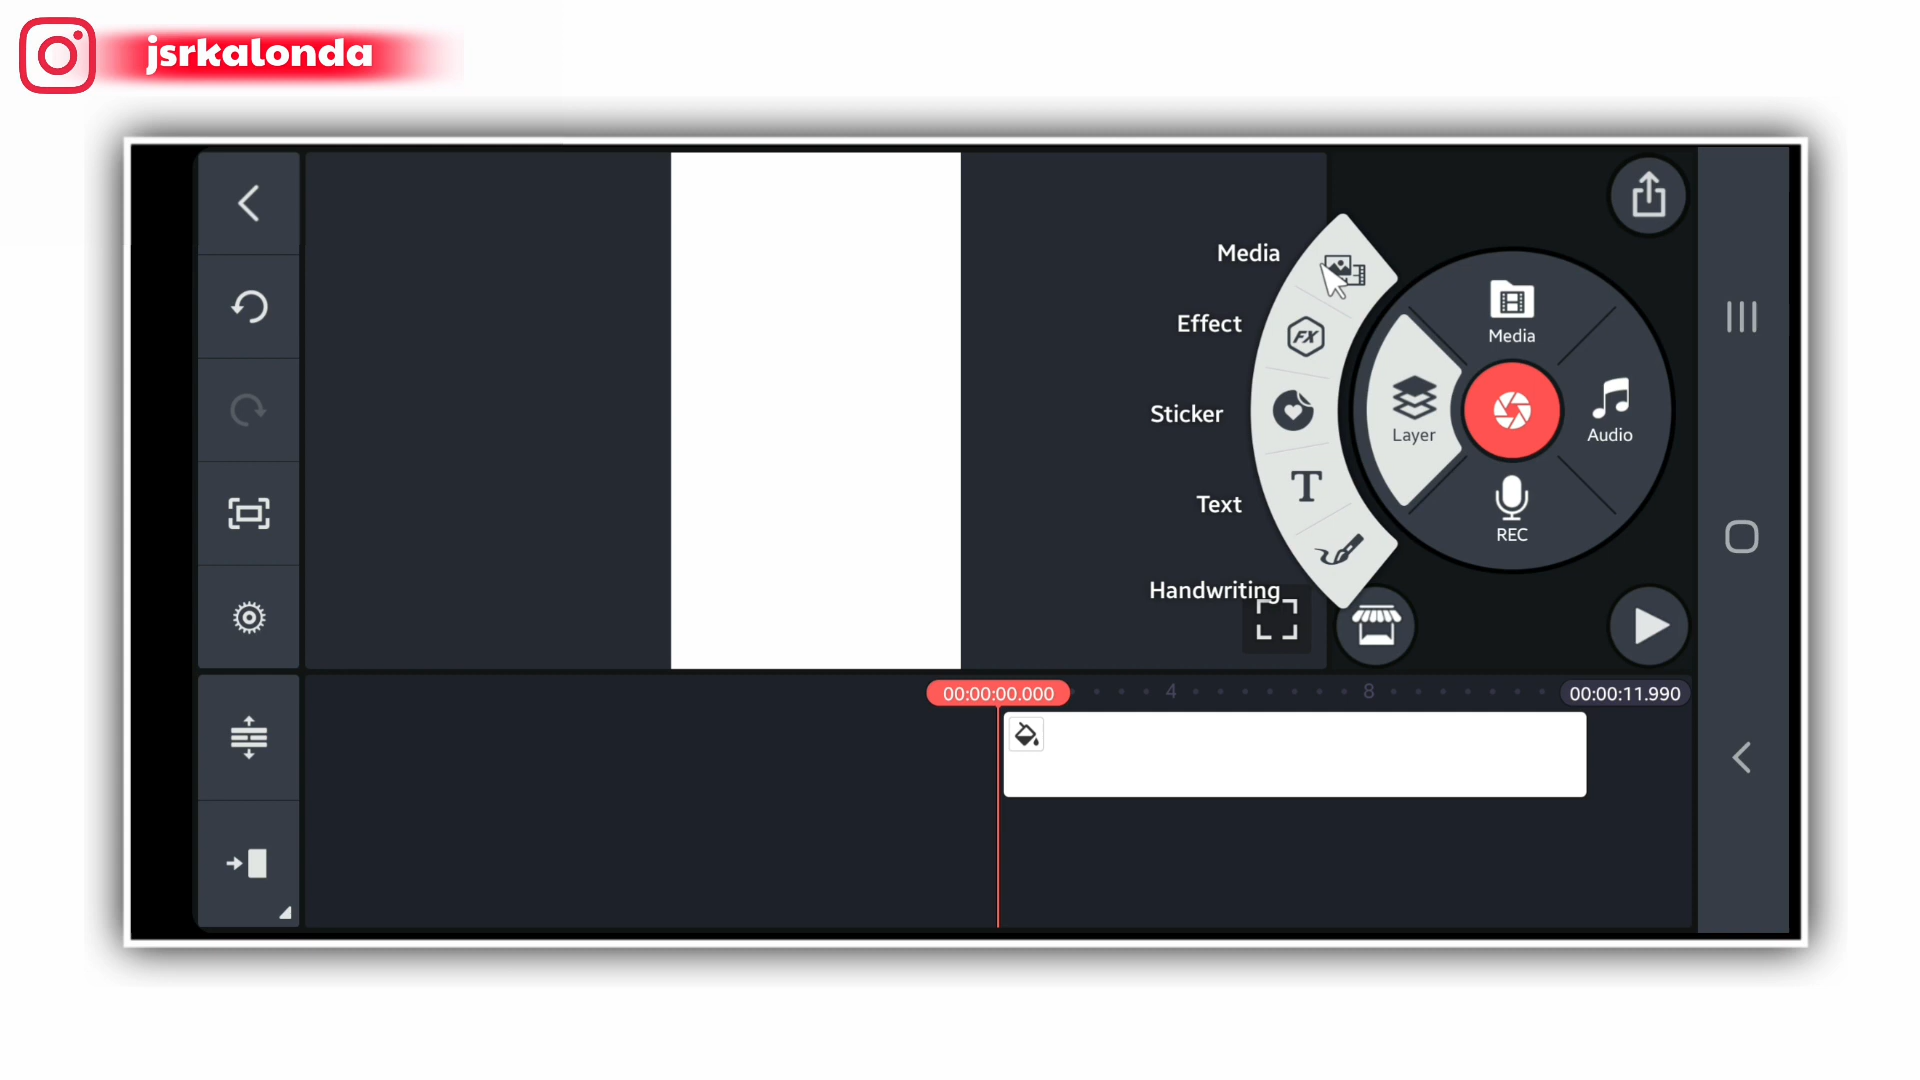 jsrkalonda
Media
Effect
Sticker
Text
Handwriting
FX
T
Media
Layer
Audio
REC
00:00:00.000
4
8
00:00:11.990